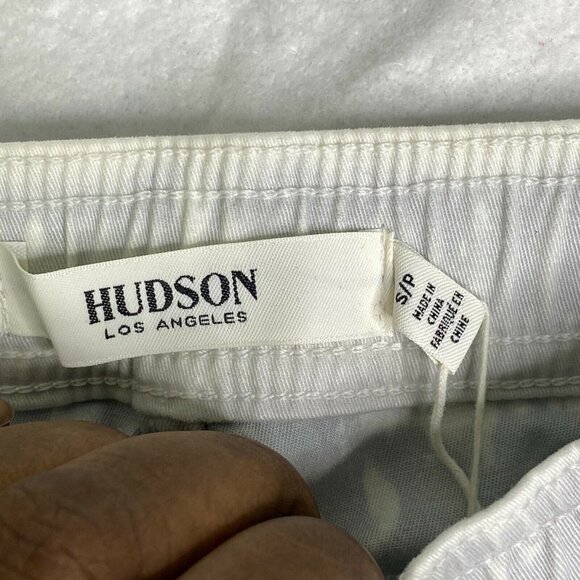 HUDSON
LOS ANGELES
S/P
MADE IN
CHINA
FABRIQUÉ EN
CHINE